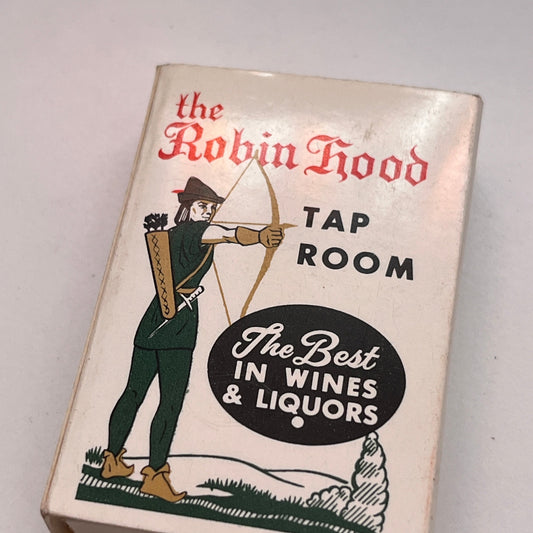 the
Robin Hood
TAP
ROOM
The Best
IN WINES
& LIQUORS